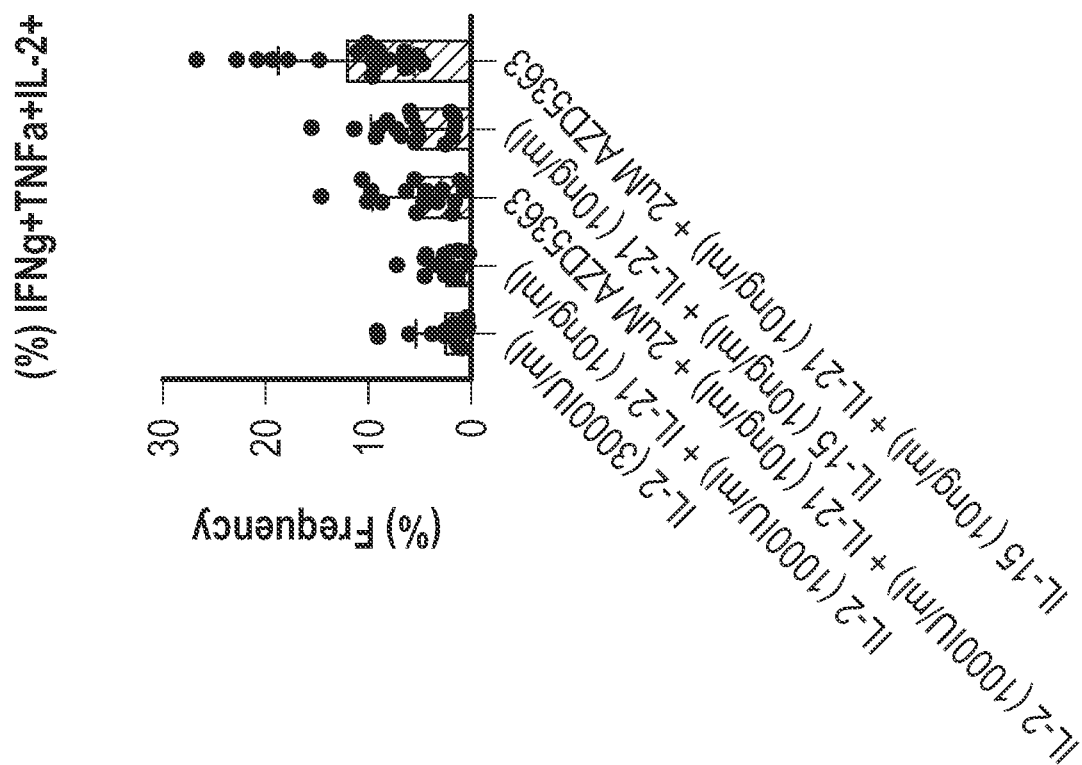 (%) IFNg+TNFa+IL-2+
(%) Frequency
30
20
10
0
IL-2 (3000IU/ml)
IL-2 (1000IU/ml) + IL-21 (10ng/ml)
IL-2 (1000IU/ml) + IL-21 (10ng/ml) + 2uM AZD5363
IL-15 (10ng/ml) + IL-21 (10ng/ml)
IL-15 (10ng/ml) + IL-21 (10ng/ml) + 2uM AZD5363